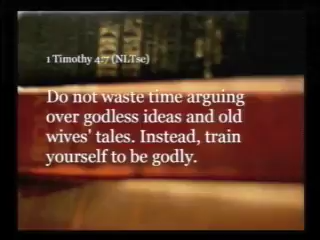 1 Timothy 4:7 (NLTse)
Do not waste time arguing
over godless ideas and old
wives' tales. Instead, train
yourself to be godly.